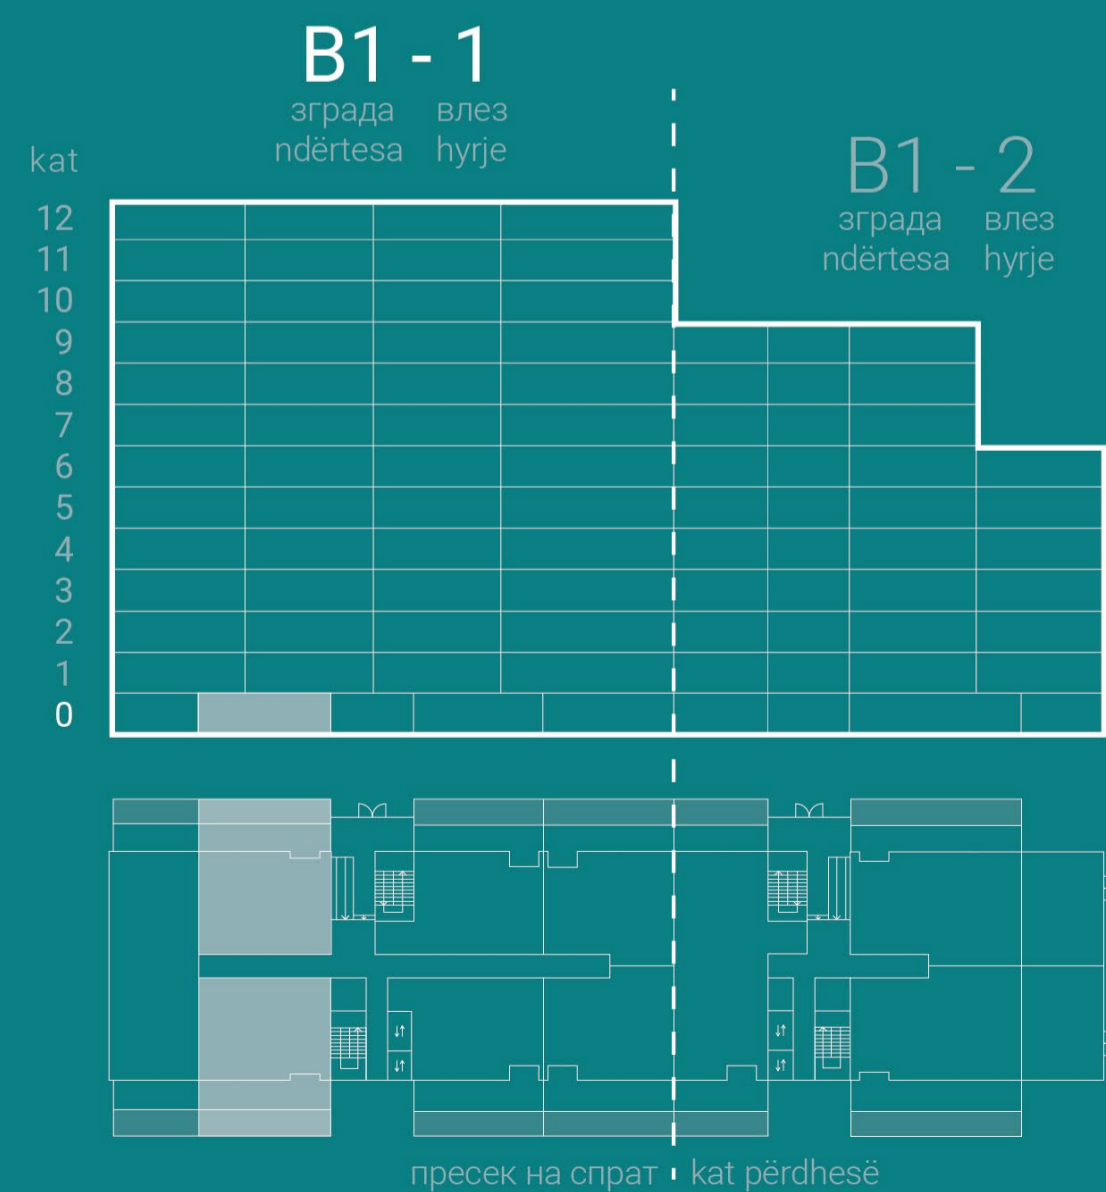 B1 - 1
зграда влез
ndërtesa hyrje
B1 - 2
зграда влез
ndërtesa hyrje
kat
12
11
10
9
8
7
6
5
4
3
2
1
0
пресек на спрат kat përdhesë